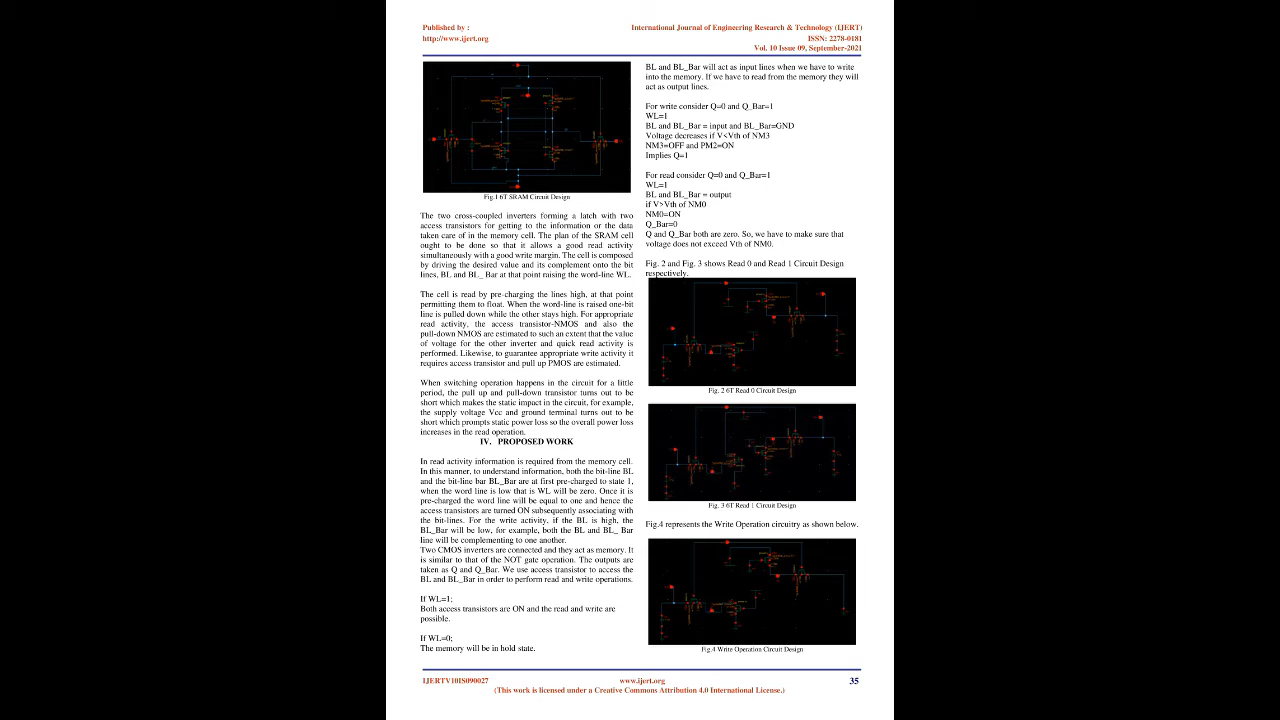 Published by :
http://www.ijert.org
International Journal of Engineering Research & Technology (IJERT)
ISSN: 2278-0181
Vol. 10 Issue 09, September-2021
Fig.1 6T SRAM Circuit Design
The two cross-coupled inverters forming a latch with two
access transistors for getting to the information or the data
taken care of in the memory cell. The plan of the SRAM cell
ought to be done so that it allows a good read activity
simultaneously with a good write margin. The cell is composed
by driving the desired value and its complement onto the bit
lines, BL and BL_ Bar at that point raising the word-line WL.
The cell is read by pre-charging the lines high, at that point
permitting them to float. When the word-line is raised one-bit
line is pulled down while the other stays high. For appropriate
read activity, the access transistor-NMOS and also the
pull-down NMOS are estimated to such an extent that the value
of voltage for the other inverter and quick read activity is
performed. Likewise, to guarantee appropriate write activity it
requires access transistor and pull up PMOS are estimated.
When switching operation happens in the circuit for a little
period, the pull up and pull-down transistor turns out to be
short which makes the static impact in the circuit, for example,
the supply voltage Vcc and ground terminal turns out to be
short which prompts static power loss so the overall power loss
increases in the read operation.
IV. PROPOSED WORK
In read activity information is required from the memory cell.
In this manner, to understand information, both the bit-line BL
and the bit-line bar BL_Bar are at first pre-charged to state 1,
when the word line is low that is WL will be zero. Once it is
pre-charged the word line will be equal to one and hence the
access transistors are turned ON subsequently associating with
the bit-lines. For the write activity, if the BL is high, the
BL_Bar will be low, for example, both the BL and BL_ Bar
line will be complementing to one another.
Two CMOS inverters are connected and they act as memory. It
is similar to that of the NOT gate operation. The outputs are
taken as Q and Q_Bar. We use access transistor to access the
BL and BL_Bar in order to perform read and write operations.
If WL=1;
Both access transistors are ON and the read and write are
possible.
If WL=0;
The memory will be in hold state.
BL and BL_Bar will act as input lines when we have to write
into the memory. If we have to read from the memory they will
act as output lines.
For write consider Q=0 and Q_Bar=1
WL=1
BL and BL_Bar = input and BL_Bar=GND
Voltage decreases if V<Vth of NM3
NM3=OFF and PM2=ON
Implies Q=1
For read consider Q=0 and Q_Bar=1
WL=1
BL and BL_Bar = output
if V>Vth of NM0
NM0=ON
Q_Bar=0
Q and Q_Bar both are zero. So, we have to make sure that
voltage does not exceed Vth of NM0.
Fig. 2 and Fig. 3 shows Read 0 and Read 1 Circuit Design
respectively.
Fig. 2 6T Read 0 Circuit Design
Fig. 3 6T Read 1 Circuit Design
Fig.4 represents the Write Operation circuitry as shown below.
Fig.4 Write Operation Circuit Design
IJERTV10IS090027
www.ijert.org
35
(This work is licensed under a Creative Commons Attribution 4.0 International License.)